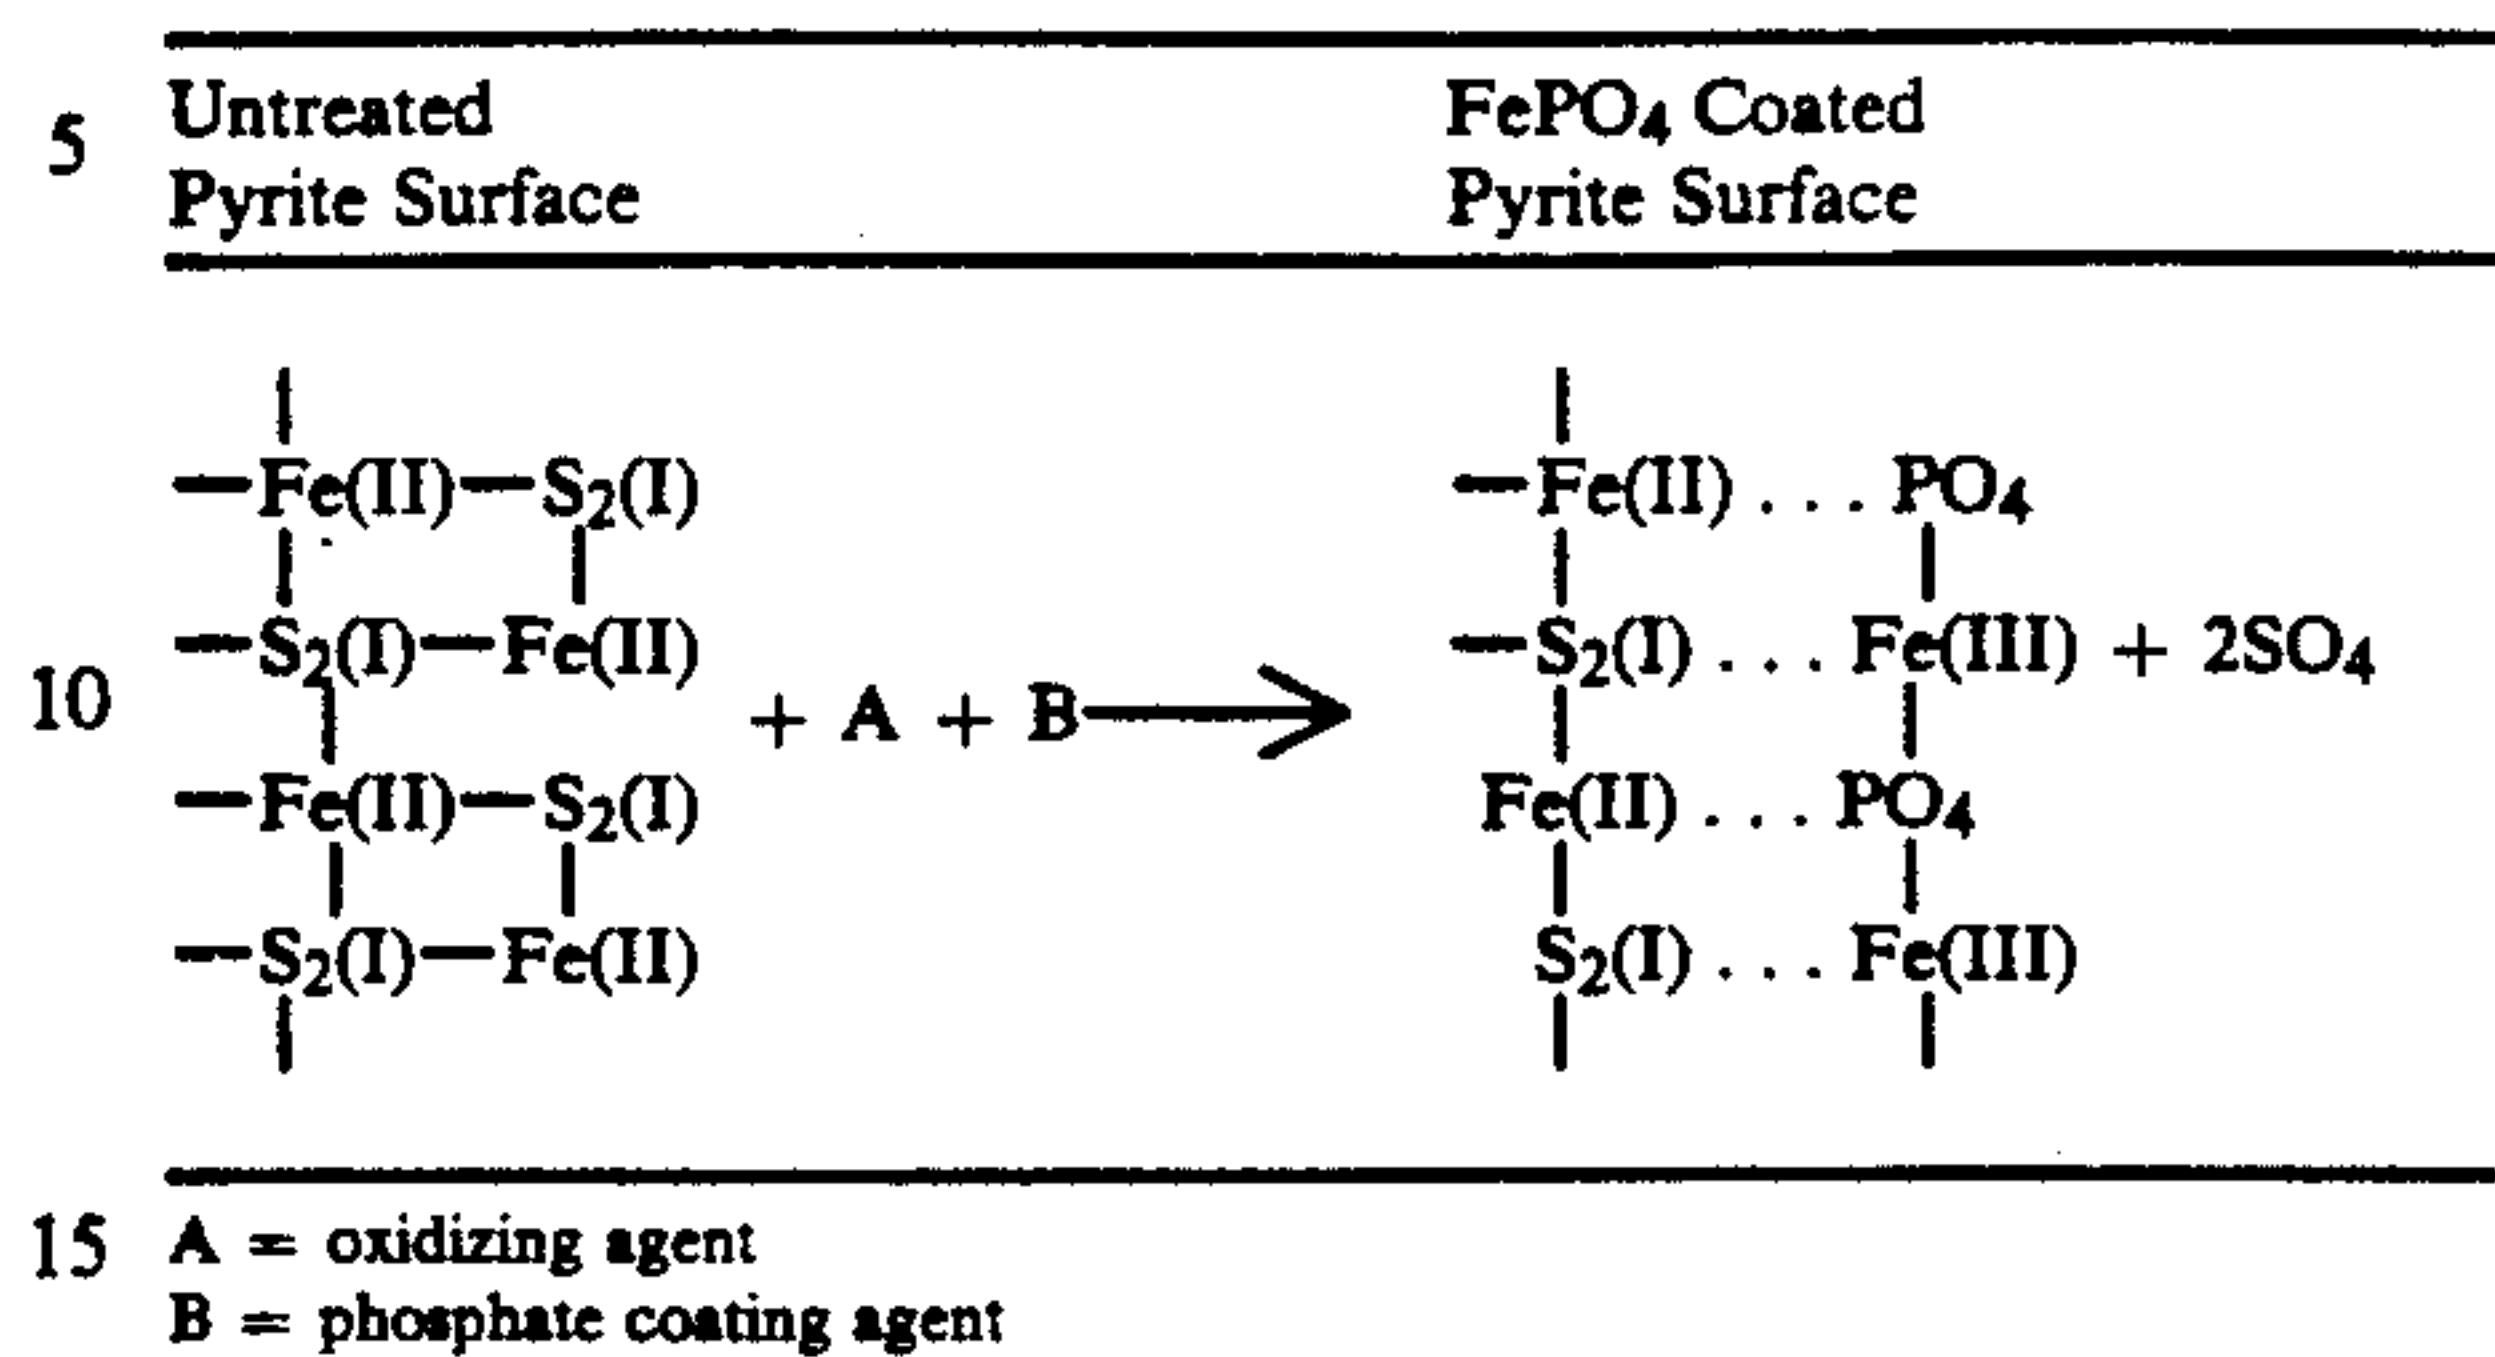 5 Untreated FePO₄ Coated
Pyrite Surface Pyrite Surface
—Fe(II)—S₂(I) —Fe(II) . . . PO₄
—S₂(I)—Fe(II) —S₂(I) . . . Fe(III) + 2SO₄
10 + A + B⟶
—Fe(II)—S₂(I) Fe(II) . . . PO₄
—S₂(I)—Fe(II) S₂(I) . . . Fe(III)
15 A = oxidizing agent
B = phosphate coating agent